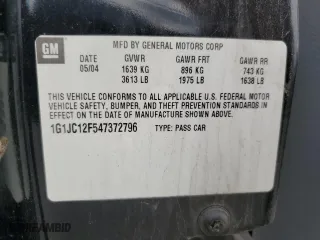 GM
MFD BY GENERAL MOTORS CORP
DATE GVWR GAWR FRT GAWR RR
05/04 1639 KG 896 KG 743 KG
3613 LB 1975 LB 1638 LB
THIS VEHICLE CONFORMS TO ALL APPLICABLE U.S. FEDERAL MOTOR
VEHICLE SAFETY, BUMPER, AND THEFT PREVENTION STANDARDS
IN EFFECT ON THE DATE OF MANUFACTURE SHOWN ABOVE.
1G1JC12F547372796 TYPE: PASS CAR